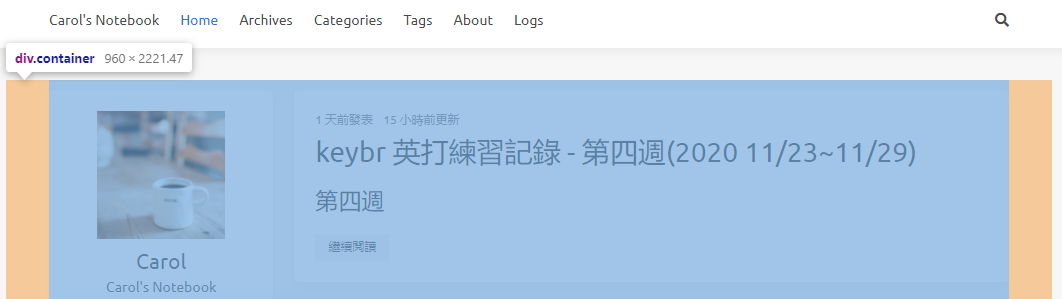 Carol's Notebook Home Archives Categories Tags About Logs
div.container 960 × 2221.47
1 天前發表 15 小時前更新
keybr 英打練習記錄 - 第四週(2020 11/23~11/29)
第四週
繼續閱讀
Carol
Carol's Notebook